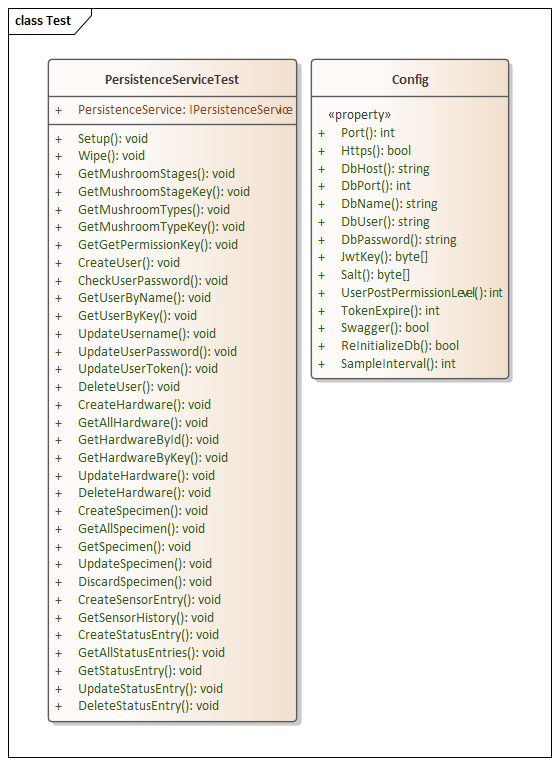 class Test
PersistenceServiceTest
+ PersistenceService: IPersistenceService
+ Setup(): void
+ Wipe(): void
+ GetMushroomStages(): void
+ GetMushroomStageKey(): void
+ GetMushroomTypes(): void
+ GetMushroomTypeKey(): void
+ GetGetPermissionKey(): void
+ CreateUser(): void
+ CheckUserPassword(): void
+ GetUserByName(): void
+ GetUserByKey(): void
+ UpdateUsername(): void
+ UpdateUserPassword(): void
+ UpdateUserToken(): void
+ DeleteUser(): void
+ CreateHardware(): void
+ GetAllHardware(): void
+ GetHardwareById(): void
+ GetHardwareByKey(): void
+ UpdateHardware(): void
+ DeleteHardware(): void
+ CreateSpecimen(): void
+ GetAllSpecimen(): void
+ GetSpecimen(): void
+ UpdateSpecimen(): void
+ DiscardSpecimen(): void
+ CreateSensorEntry(): void
+ GetSensorHistory(): void
+ CreateStatusEntry(): void
+ GetAllStatusEntries(): void
+ GetStatusEntry(): void
+ UpdateStatusEntry(): void
+ DeleteStatusEntry(): void
Config
«property»
+ Port(): int
+ Https(): bool
+ DbHost(): string
+ DbPort(): int
+ DbName(): string
+ DbUser(): string
+ DbPassword(): string
+ JwtKey(): byte[]
+ Salt(): byte[]
+ UserPostPermissionLevel(): int
+ TokenExpire(): int
+ Swagger(): bool
+ ReInitializeDb(): bool
+ SampleInterval(): int